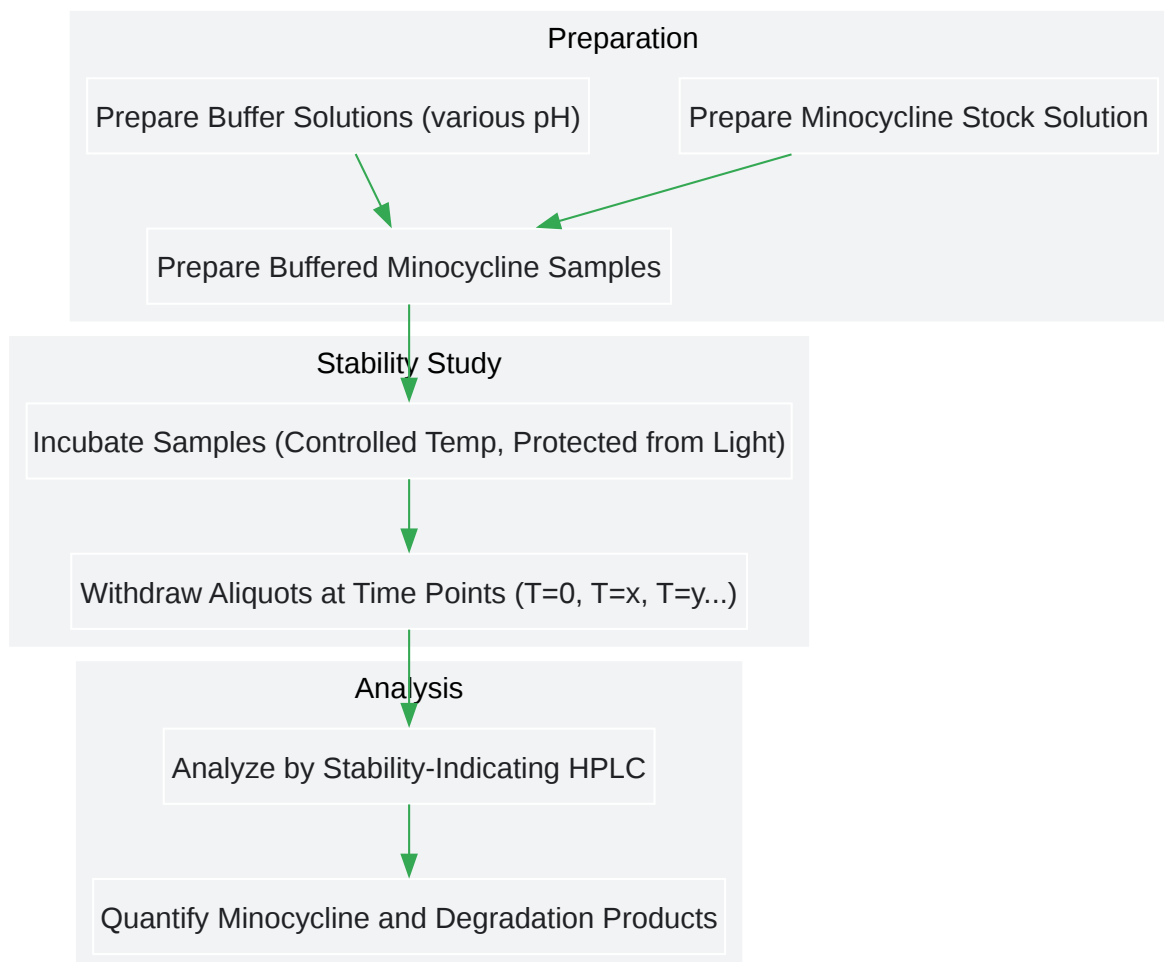 Preparation
Prepare Buffer Solutions (various pH)
Prepare Minocycline Stock Solution
Prepare Buffered Minocycline Samples
Stability Study
Incubate Samples (Controlled Temp, Protected from Light)
Withdraw Aliquots at Time Points (T=0, T=x, T=y...)
Analysis
Analyze by Stability-Indicating HPLC
Quantify Minocycline and Degradation Products